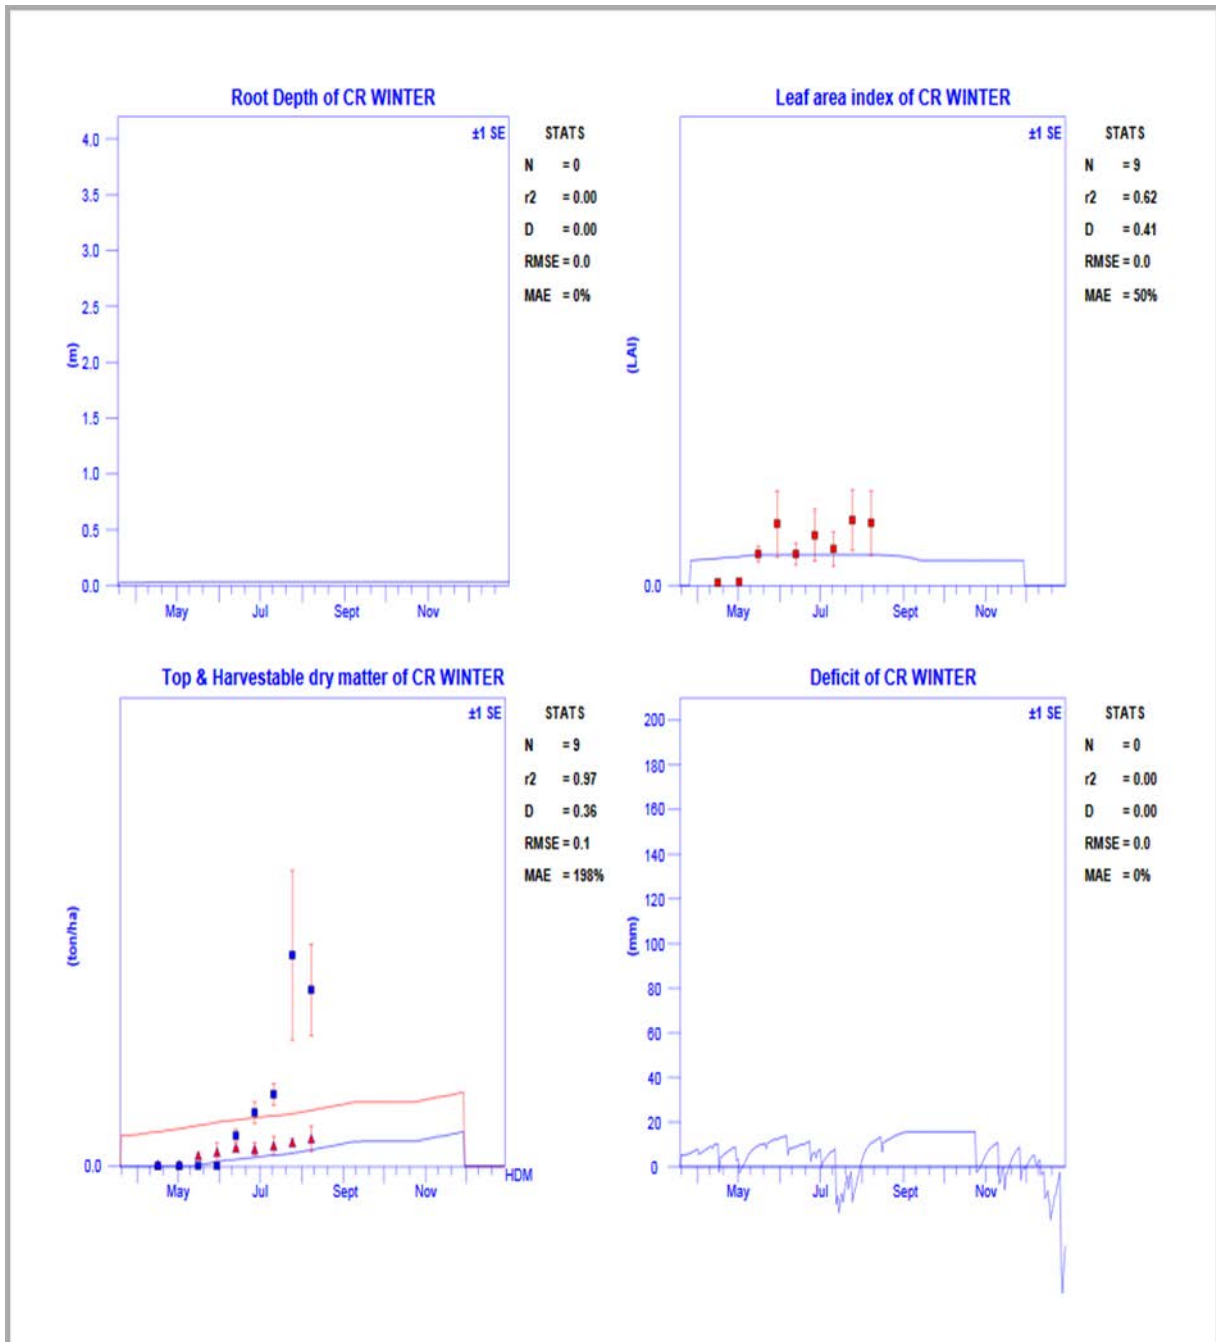 Root Depth of CR WINTER
±1 SE
STATS
N = 0
r2 = 0.00
D = 0.00
RMSE = 0.0
MAE = 0%
4.0
3.5
3.0
2.5
2.0
1.5
1.0
0.5
0.0
(m)
May Jul Sept Nov
Leaf area index of CR WINTER
±1 SE
STATS
N = 9
r2 = 0.62
D = 0.41
RMSE = 0.0
MAE = 50%
(LAI)
0.0
May Jul Sept Nov
Top & Harvestable dry matter of CR WINTER
±1 SE
STATS
N = 9
r2 = 0.97
D = 0.36
RMSE = 0.1
MAE = 198%
(ton/ha)
0.0
HDM
May Jul Sept Nov
Deficit of CR WINTER
±1 SE
STATS
N = 0
r2 = 0.00
D = 0.00
RMSE = 0.0
MAE = 0%
200
180
160
140
120
100
80
60
40
20
0
(mm)
May Jul Sept Nov